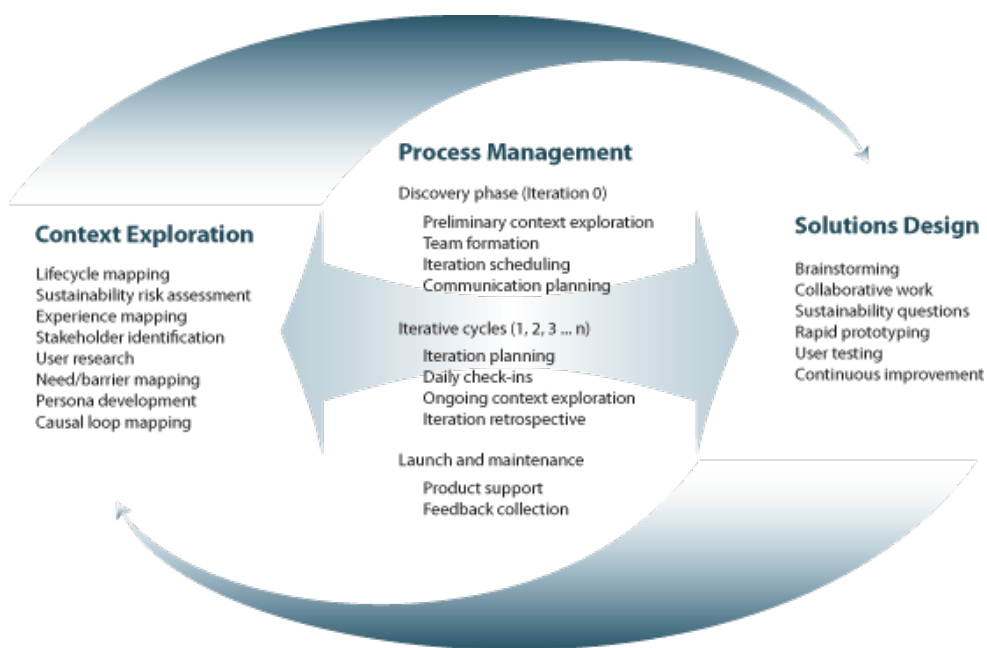 Process Management
Discovery phase (Iteration 0)
Preliminary context exploration
Team formation
Iteration scheduling
Communication planning
Iterative cycles (1, 2, 3 ... n)
Iteration planning
Daily check-ins
Ongoing context exploration
Iteration retrospective
Launch and maintenance
Product support
Feedback collection
Context Exploration
Lifecycle mapping
Sustainability risk assessment
Experience mapping
Stakeholder identification
User research
Need/barrier mapping
Persona development
Causal loop mapping
Solutions Design
Brainstorming
Collaborative work
Sustainability questions
Rapid prototyping
User testing
Continuous improvement